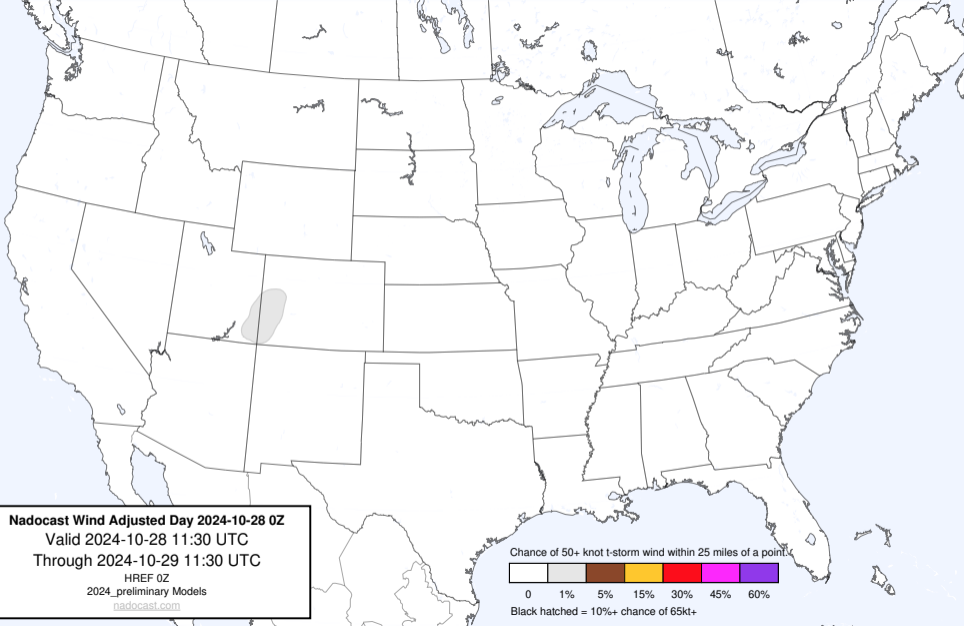 Nadocast Wind Adjusted Day 2024-10-28 0Z
Valid 2024-10-28 11:30 UTC
Through 2024-10-29 11:30 UTC
HREF 0Z
2024_preliminary Models
nadocast.com
Chance of 50+ knot t-storm wind within 25 miles of a point.
0 1% 5% 15% 30% 45% 60%
Black hatched = 10%+ chance of 65kt+